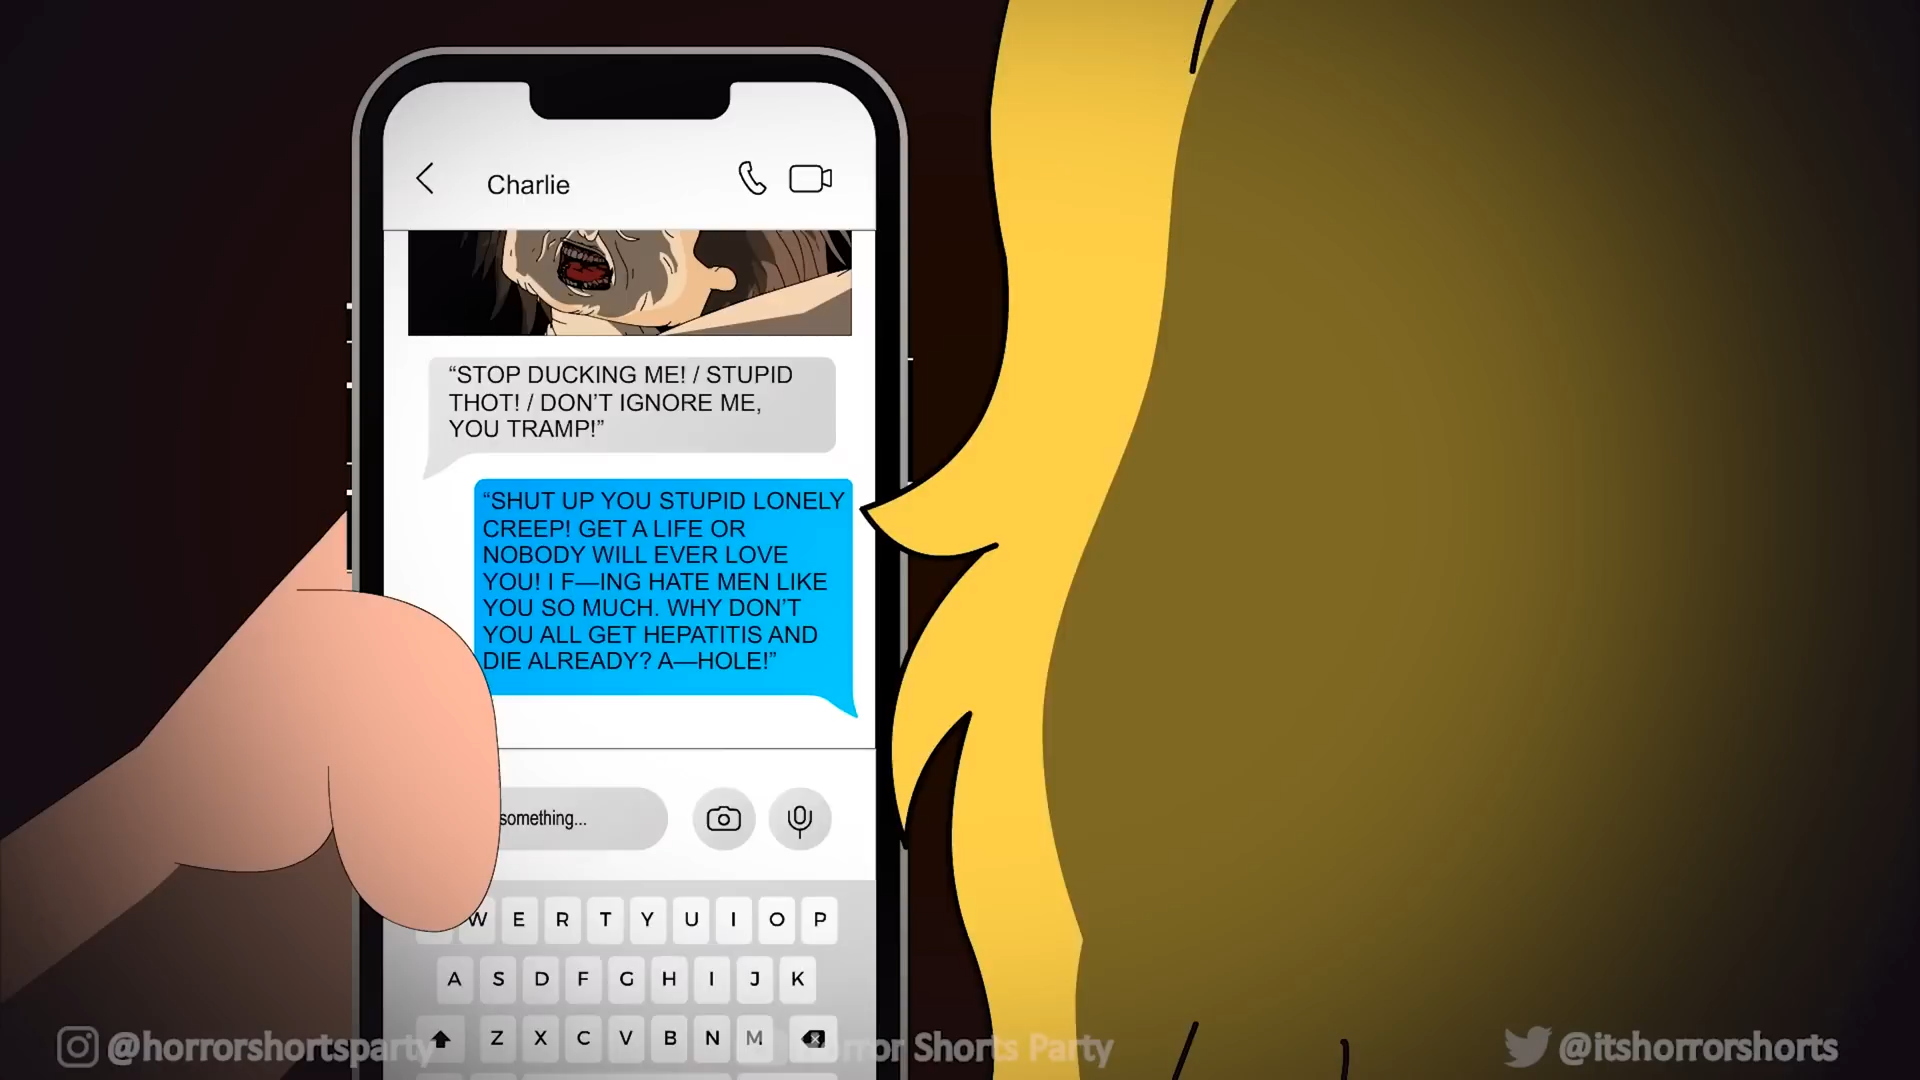 Charlie
“STOP DUCKING ME! / STUPID
THOT! / DON’T IGNORE ME,
YOU TRAMP!”
“SHUT UP YOU STUPID LONELY
CREEP! GET A LIFE OR
NOBODY WILL EVER LOVE
YOU! I F—ING HATE MEN LIKE
YOU SO MUCH. WHY DON’T
YOU ALL GET HEPATITIS AND
DIE ALREADY? A—HOLE!”
something...
W E R T Y U I O P
A S D F G H I J K
Z X C V B N M
@horrorshortsparty
Shorts Party
@itshorrorshorts